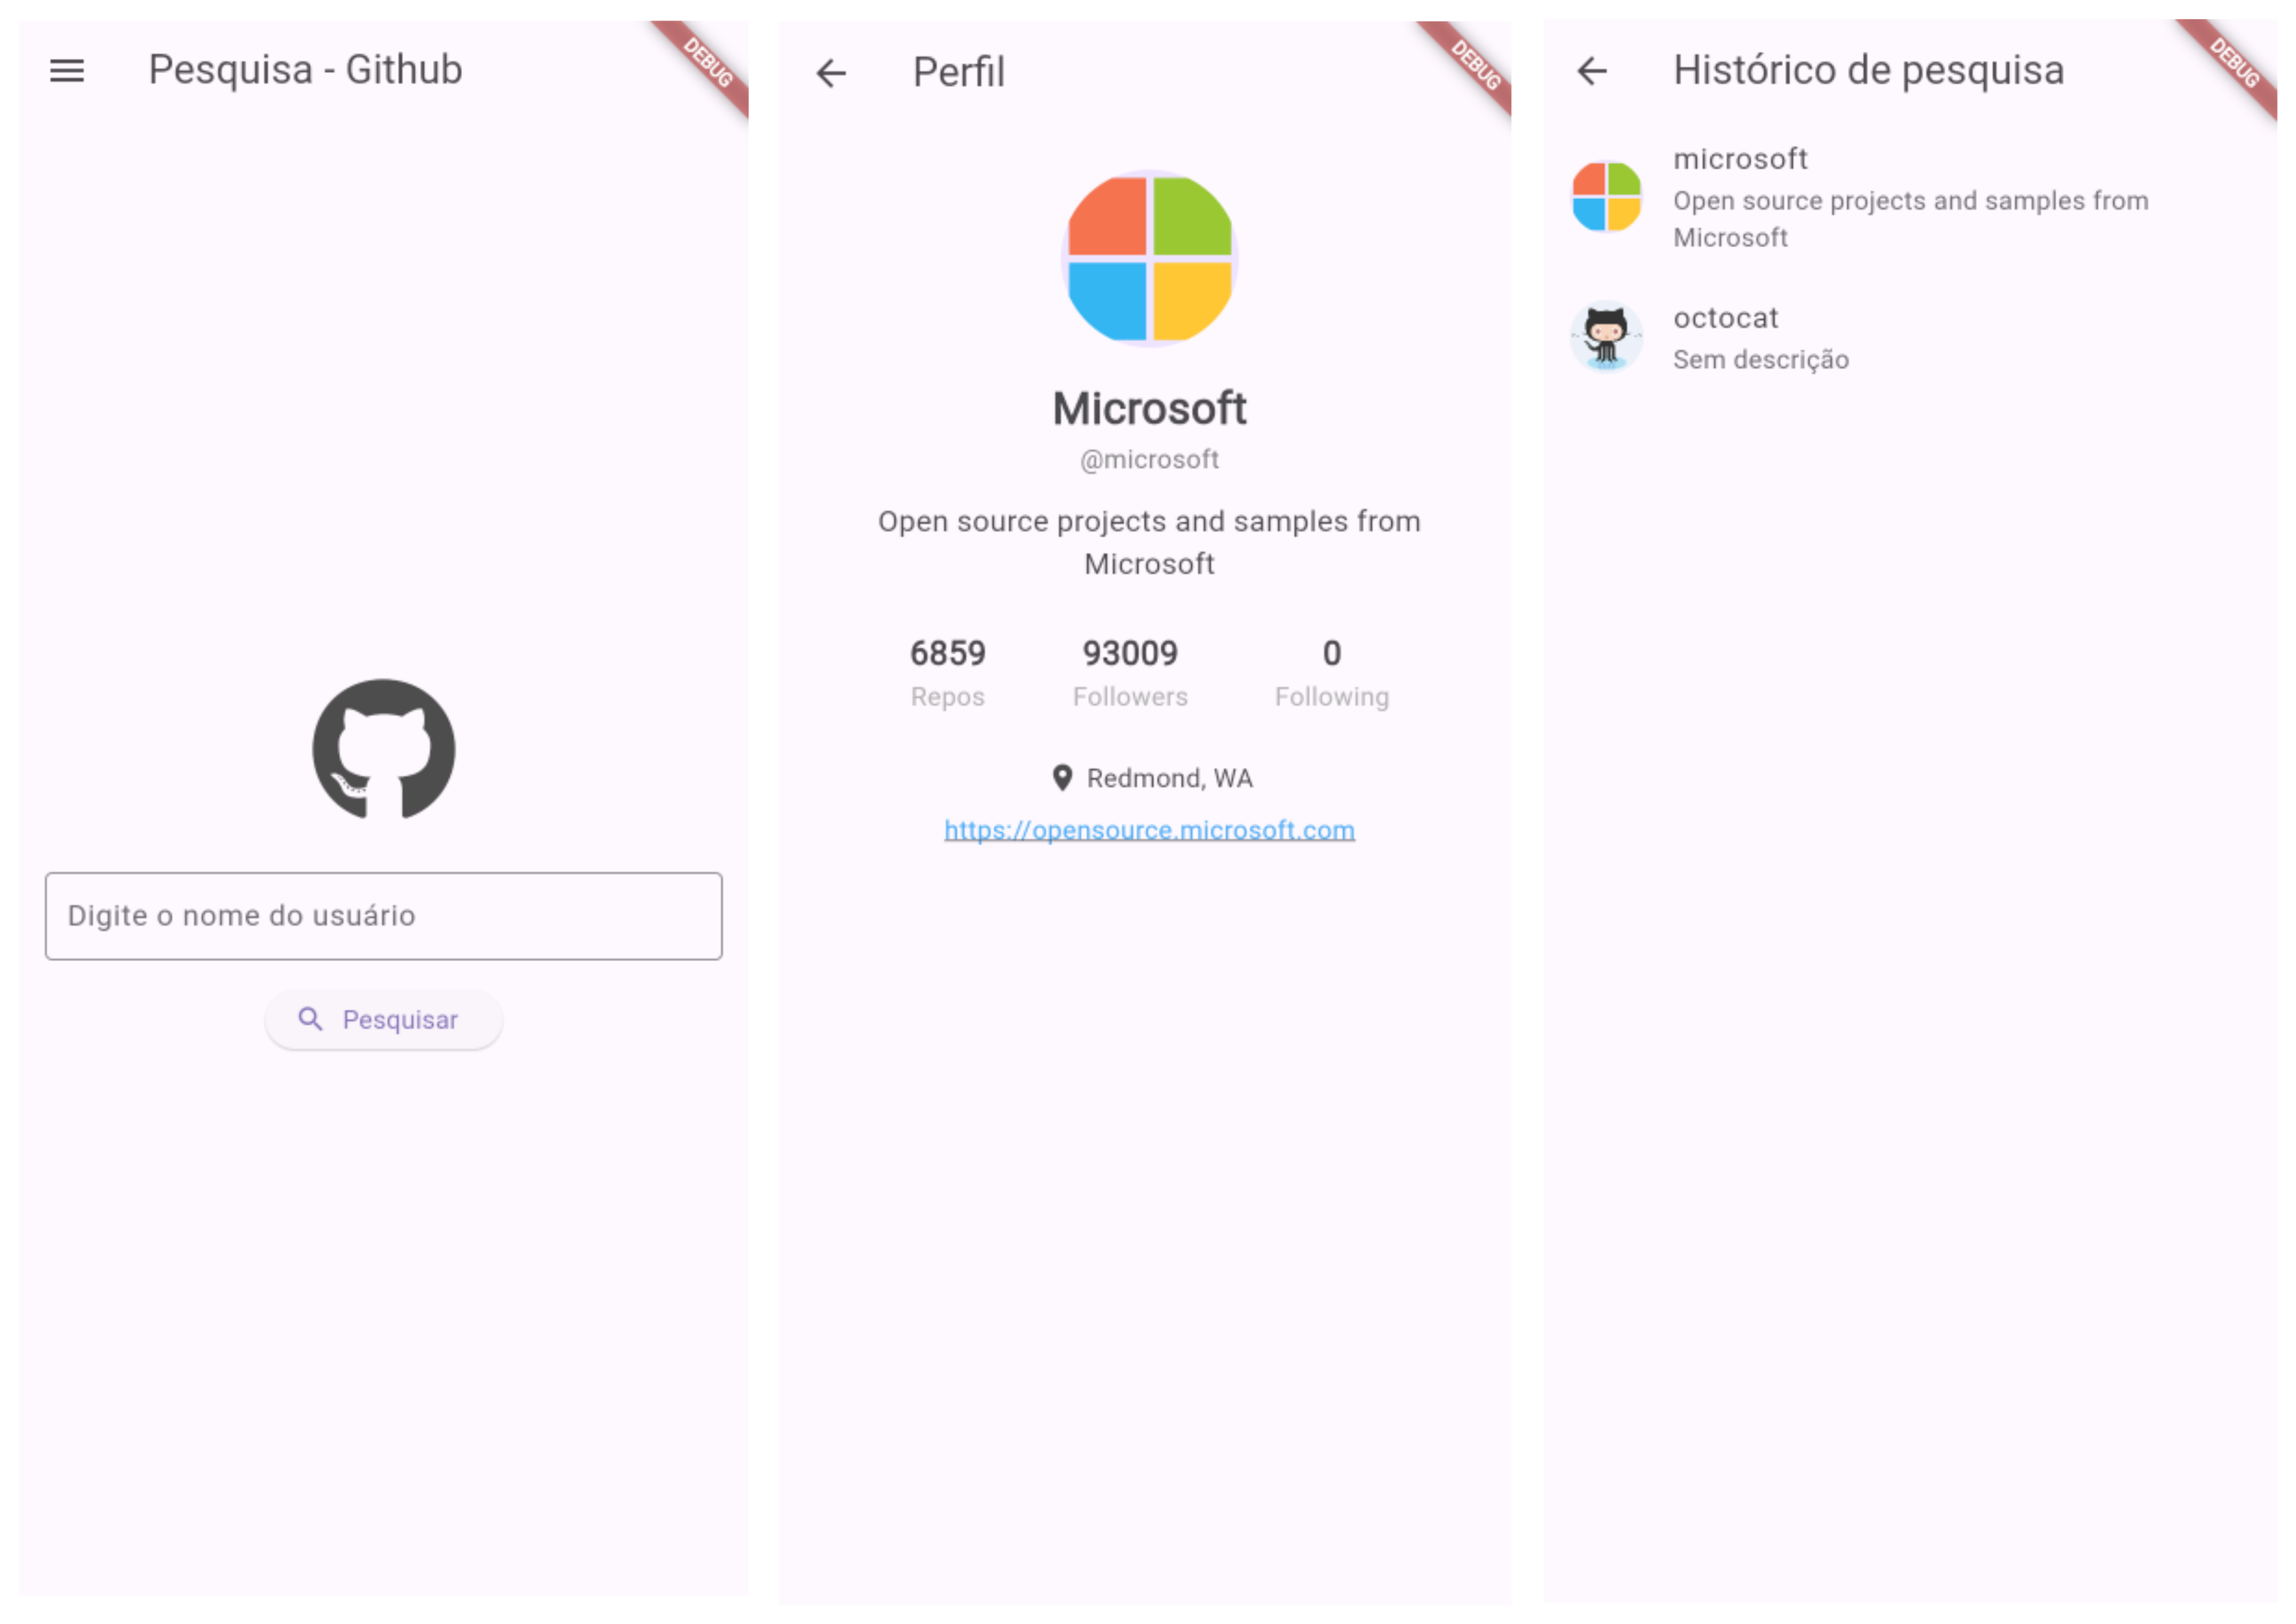 Pesquisa - Github
DEBUG
Digite o nome do usuário
Pesquisar
Perfil
DEBUG
Microsoft
@microsoft
Open source projects and samples from
Microsoft
6859 93009 0
Repos Followers Following
Redmond, WA
https://opensource.microsoft.com
Histórico de pesquisa
DEBUG
microsoft
Open source projects and samples from
Microsoft
octocat
Sem descrição